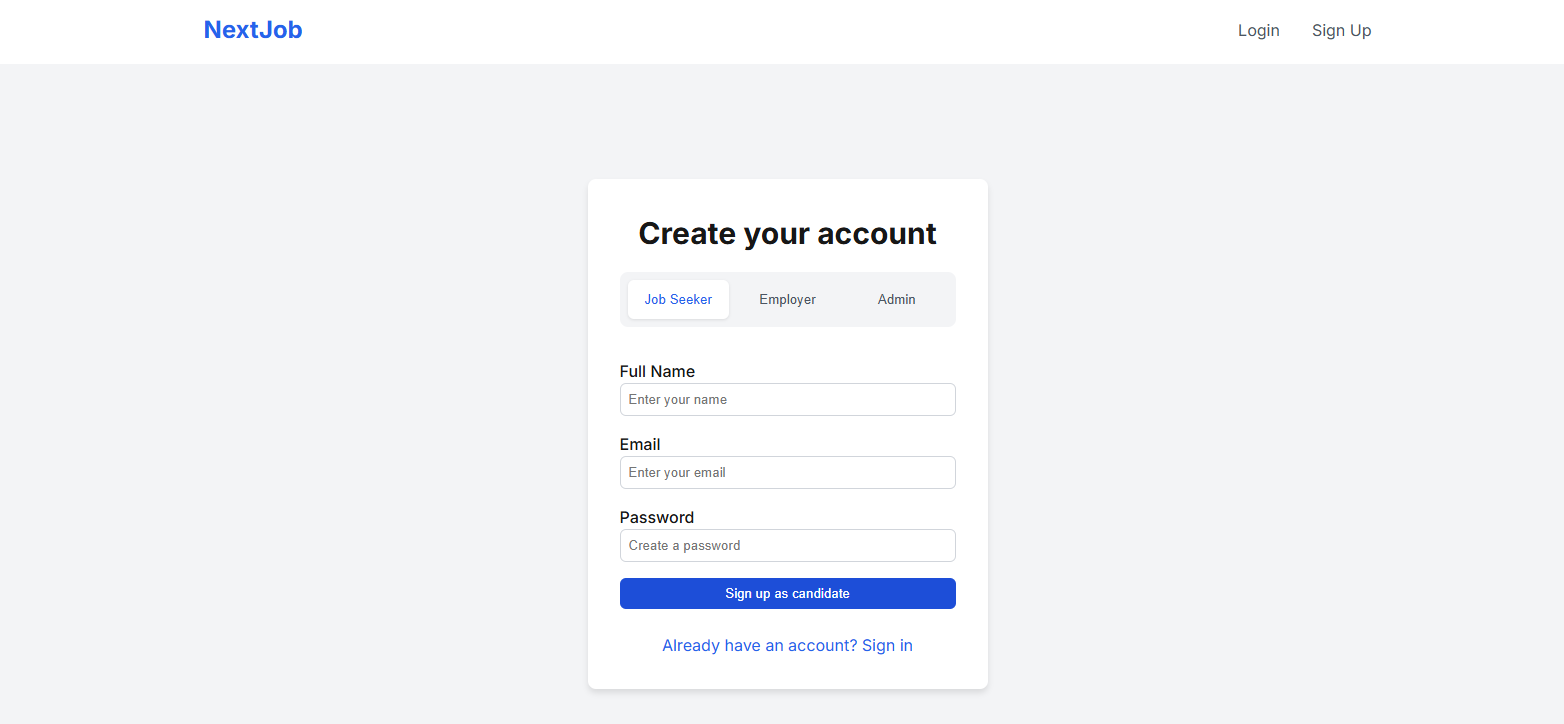 NextJob Login Sign Up
Create your account
Job Seeker Employer Admin
Full Name
Enter your name
Email
Enter your email
Password
Create a password
Sign up as candidate
Already have an account? Sign in